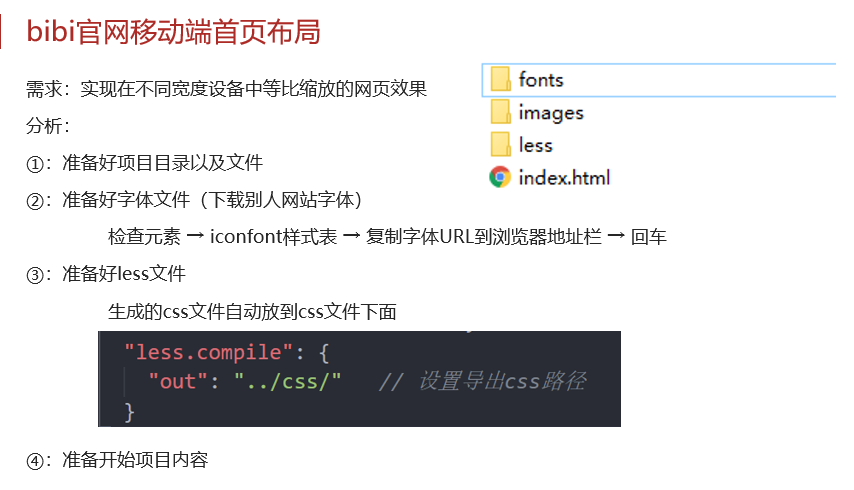 bibi官网移动端首页布局
需求：实现在不同宽度设备中等比缩放的网页效果
分析：
①：准备好项目目录以及文件
②：准备好字体文件（下载别人网站字体）
检查元素 → iconfont样式表 → 复制字体URL到浏览器地址栏 → 回车
③：准备好less文件
生成的css文件自动放到css文件下面
"less.compile": {
"out": "../css/"   // 设置导出css路径
}
④：准备开始项目内容
fonts
images
less
index.html